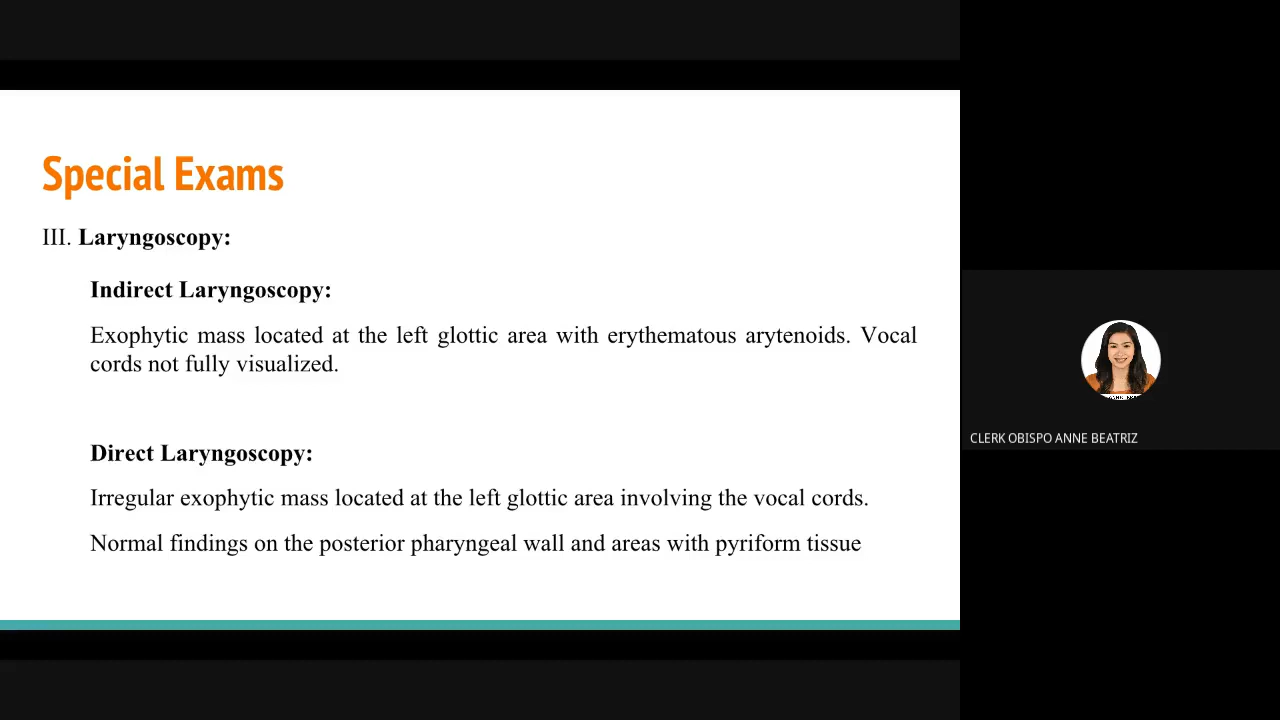 Special Exams
III. Laryngoscopy:
Indirect Laryngoscopy:
Exophytic mass located at the left glottic area with erythematous arytenoids. Vocal
cords not fully visualized.
Direct Laryngoscopy:
Irregular exophytic mass located at the left glottic area involving the vocal cords.
Normal findings on the posterior pharyngeal wall and areas with pyriform tissue
CLERK OBISPO ANNE BEATRIZ